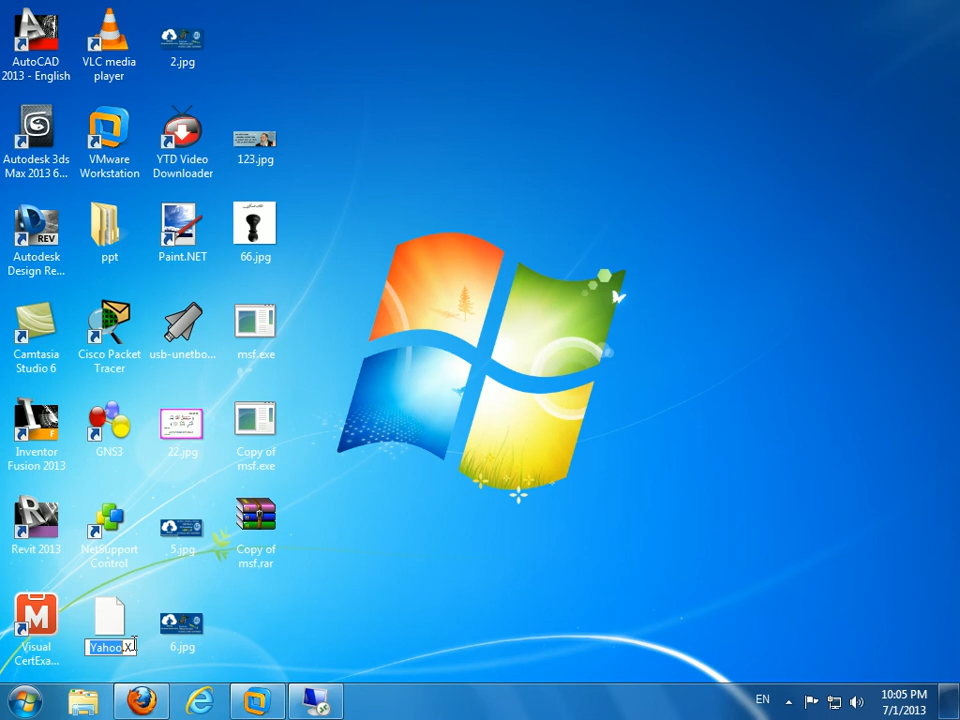 AutoCAD
2013 - English
VLC media
player
2.jpg
Autodesk 3ds
Max 2013 6...
VMware
Workstation
YTD Video
Downloader
123.jpg
REV
Autodesk
Design Re...
ppt
Paint.NET
66.jpg
Camtasia
Studio 6
Cisco Packet
Tracer
usb-unetbo...
msf.exe
Inventor
Fusion 2013
GNS3
22.jpg
Copy of
msf.exe
Revit 2013
NetSupport
Control
5.jpg
Copy of
msf.rar
M
Visual
CertExa...
Yahoo.X
6.jpg
EN
10:05 PM
7/1/2013